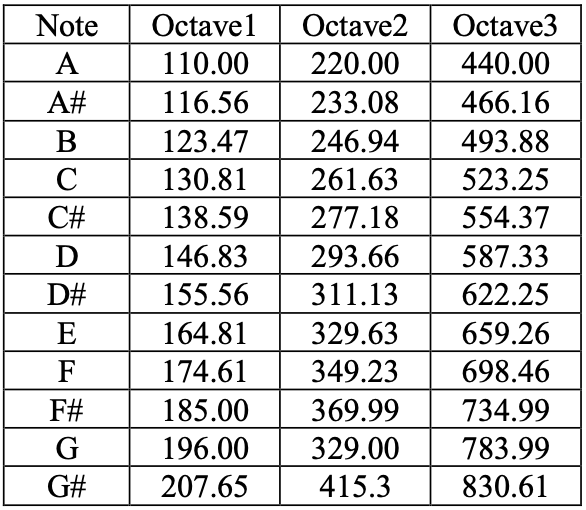 Note Octave1 Octave2 Octave3
A 110.00 220.00 440.00
A# 116.56 233.08 466.16
B 123.47 246.94 493.88
C 130.81 261.63 523.25
C# 138.59 277.18 554.37
D 146.83 293.66 587.33
D# 155.56 311.13 622.25
E 164.81 329.63 659.26
F 174.61 349.23 698.46
F# 185.00 369.99 734.99
G 196.00 329.00 783.99
G# 207.65 415.3 830.61